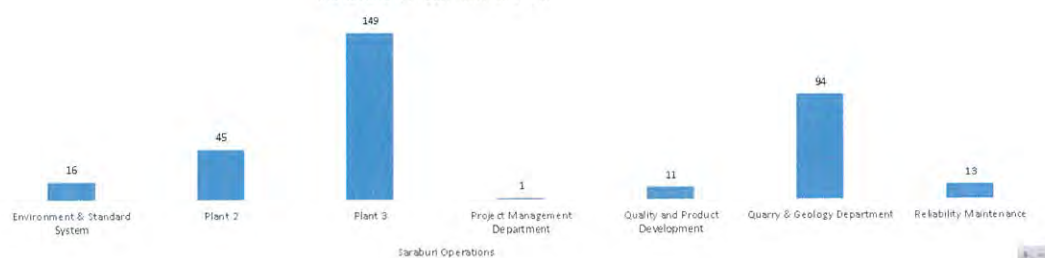 149
94
45
16
1
11
13
Environment & Standard
System
Plant 2
Plant 3
Project Management
Department
Quality and Product
Development
Quarry & Geology Department
Reliability Maintenance
Saraburi Operations